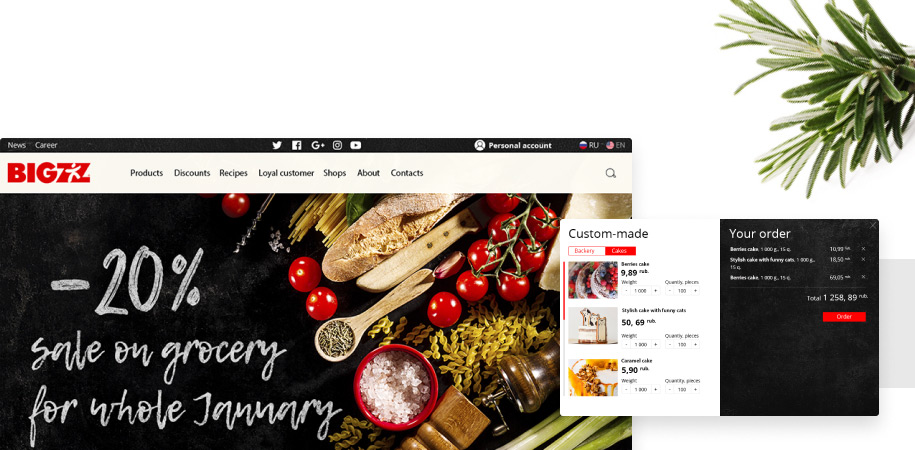 News Career
Personal account
RU EN
BIGZZ
Products Discounts Recipes Loyal customer Shops About Contacts
-20%
sale on grocery
for whole January
Custom-made
Backery Cakes
Berries cake
9,89 rub.
Weight Quantity, pieces
- 1 000 + - 100 +
Stylish cake with funny cats
50, 69 rub.
Weight Quantity, pieces
- 1 000 + - 100 +
Caramel cake
5,90 rub.
Weight Quantity, pieces
- 1 000 + - 100 +
Your order
Berries cake, 1 000 g., 15 q. 10,99 rub. ×
Stylish cake with funny cats, 1 000 g., 18,50 rub. ×
15 q.
Berries cake, 1 000 g., 15 q. 69,05 rub. ×
Total 1 258, 89 rub.
Order